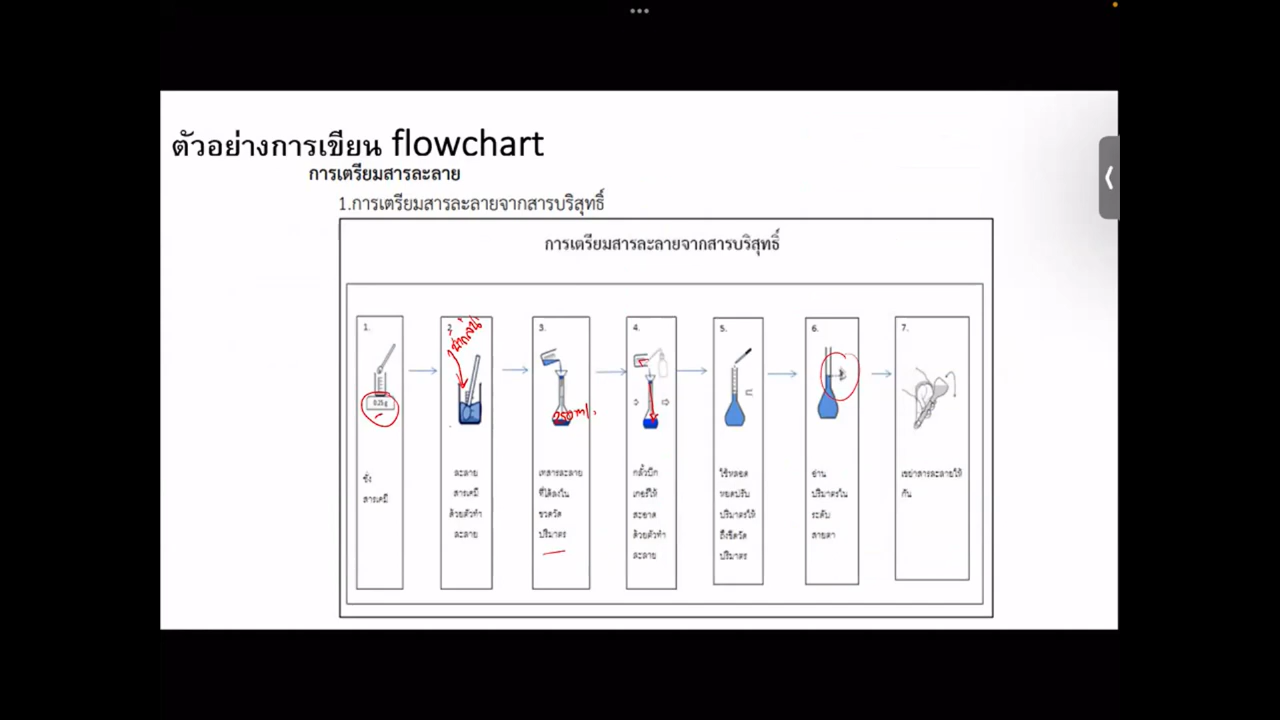 ตัวอย่างการเขียน flowchart
การเตรียมสารละลาย
1.การเตรียมสารละลายจากสารบริสุทธิ์
การเตรียมสารละลายจากสารบริสุทธิ์
1.
0.25 g
ชั่ง
สารเคมี
2.
น้ำกลั่น
ละลาย
สารเคมี
ด้วยตัวทำ
ละลาย
3.
250 ml.
เทสารละลาย
ที่ได้ลงใน
ขวดวัด
ปริมาตร
4.
กลั้วบีก
เกอร์ให้
สะอาด
ด้วยตัวทำ
ละลาย
5.
ใช้หลอด
หยดปรับ
ปริมาตรให้
ถึงขีดวัด
ปริมาตร
6.
อ่าน
ปริมาตรใน
ระดับ
สายตา
7.
เขย่าสารละลายให้
กัน